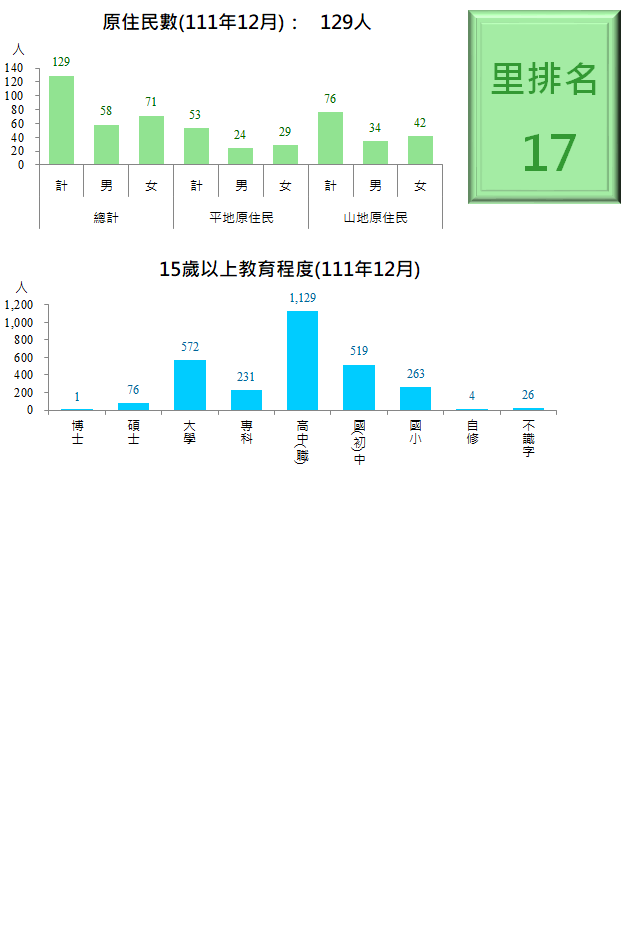 原住民數(111年12月)： 129人
人
140
120
100
80
60
40
20
0
129
58
71
53
24
29
76
34
42
計 男 女 計 男 女 計 男 女
總計 平地原住民 山地原住民
里排名
17
15歲以上教育程度(111年12月)
人
1,200
1,000
800
600
400
200
0
1
76
572
231
1,129
519
263
4
26
博士
碩士
大學
專科
高中(職)
國(初)中
國小
自修
不識字